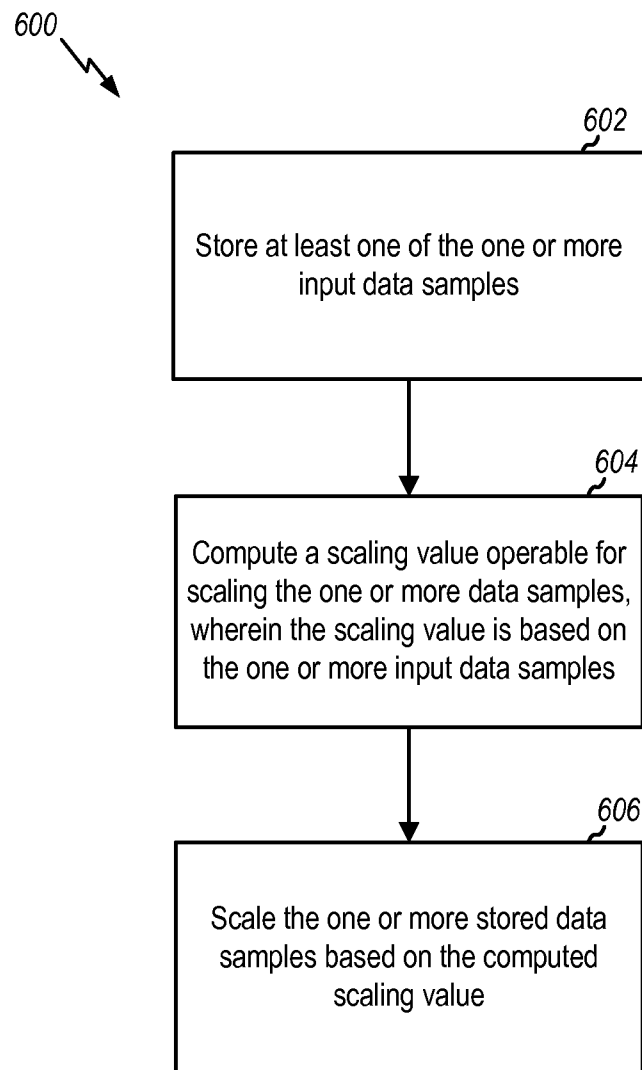 600
602
Store at least one of the one or more
input data samples
604
Compute a scaling value operable for
scaling the one or more data samples,
wherein the scaling value is based on
the one or more input data samples
606
Scale the one or more stored data
samples based on the computed
scaling value